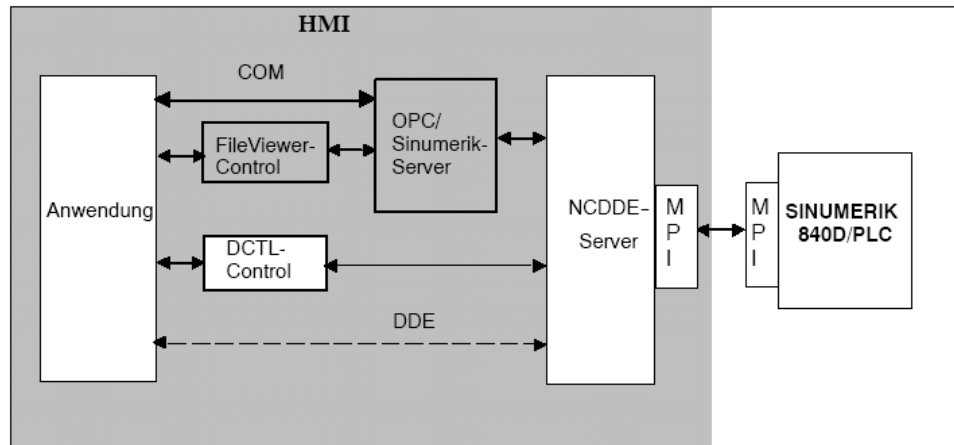 HMI
COM
Anwendung
FileViewer-
Control
OPC/
Sinumerik-
Server
DCTL-
Control
DDE
NCDDE-
Server
M
P
I
M
P
I
SINUMERIK
840D/PLC